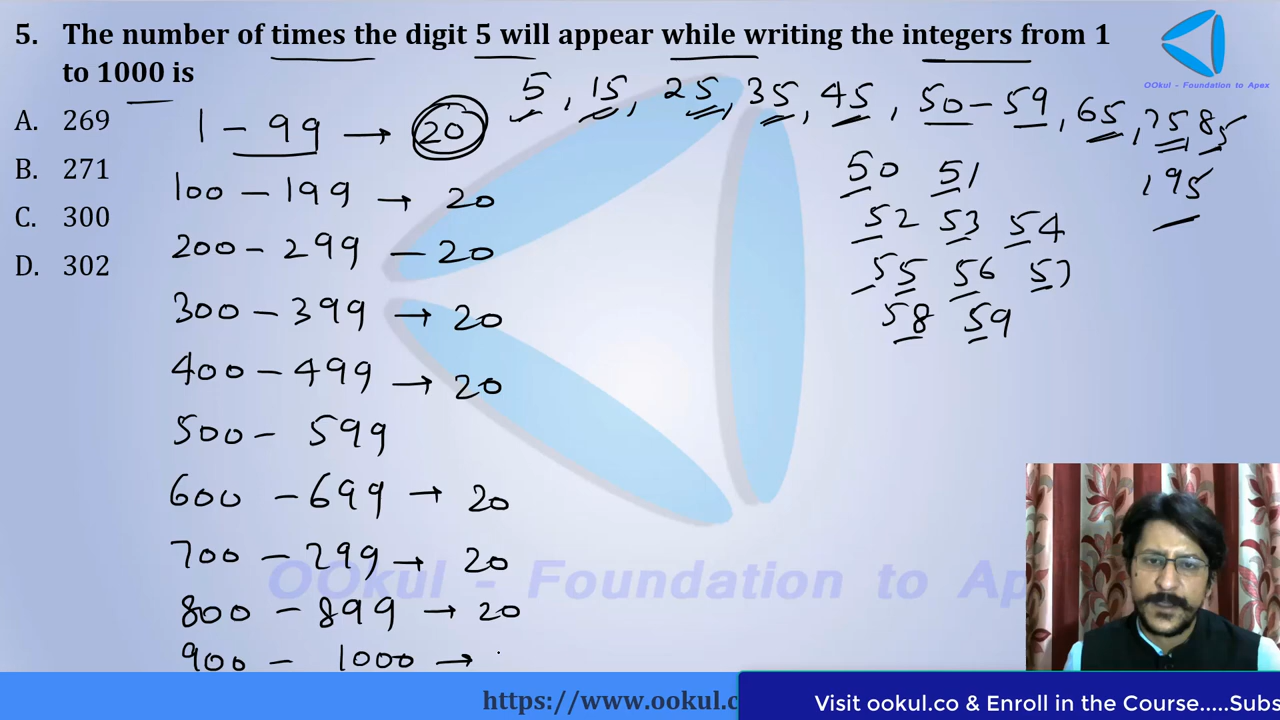 5. The number of times the digit 5 will appear while writing the integers from 1
to 1000 is
OOkul - Foundation to Apex
A. 269
B. 271
C. 300
D. 302
5, 15, 25, 35, 45, 50 - 59, 65, 75, 85
, 95
50 51
52 53 54
55 56 57
58 59
1 - 99 → 20
100 - 199 → 20
200 - 299 - 20
300 - 399 → 20
400 - 499 → 20
500 - 599
600 - 699 → 20
700 - 799 → 20
800 - 899 → 20
900 - 1000 →
OOkul - Foundation to Ap
https://www.ookul.c
Visit ookul.co & Enroll in the Course.....Subs